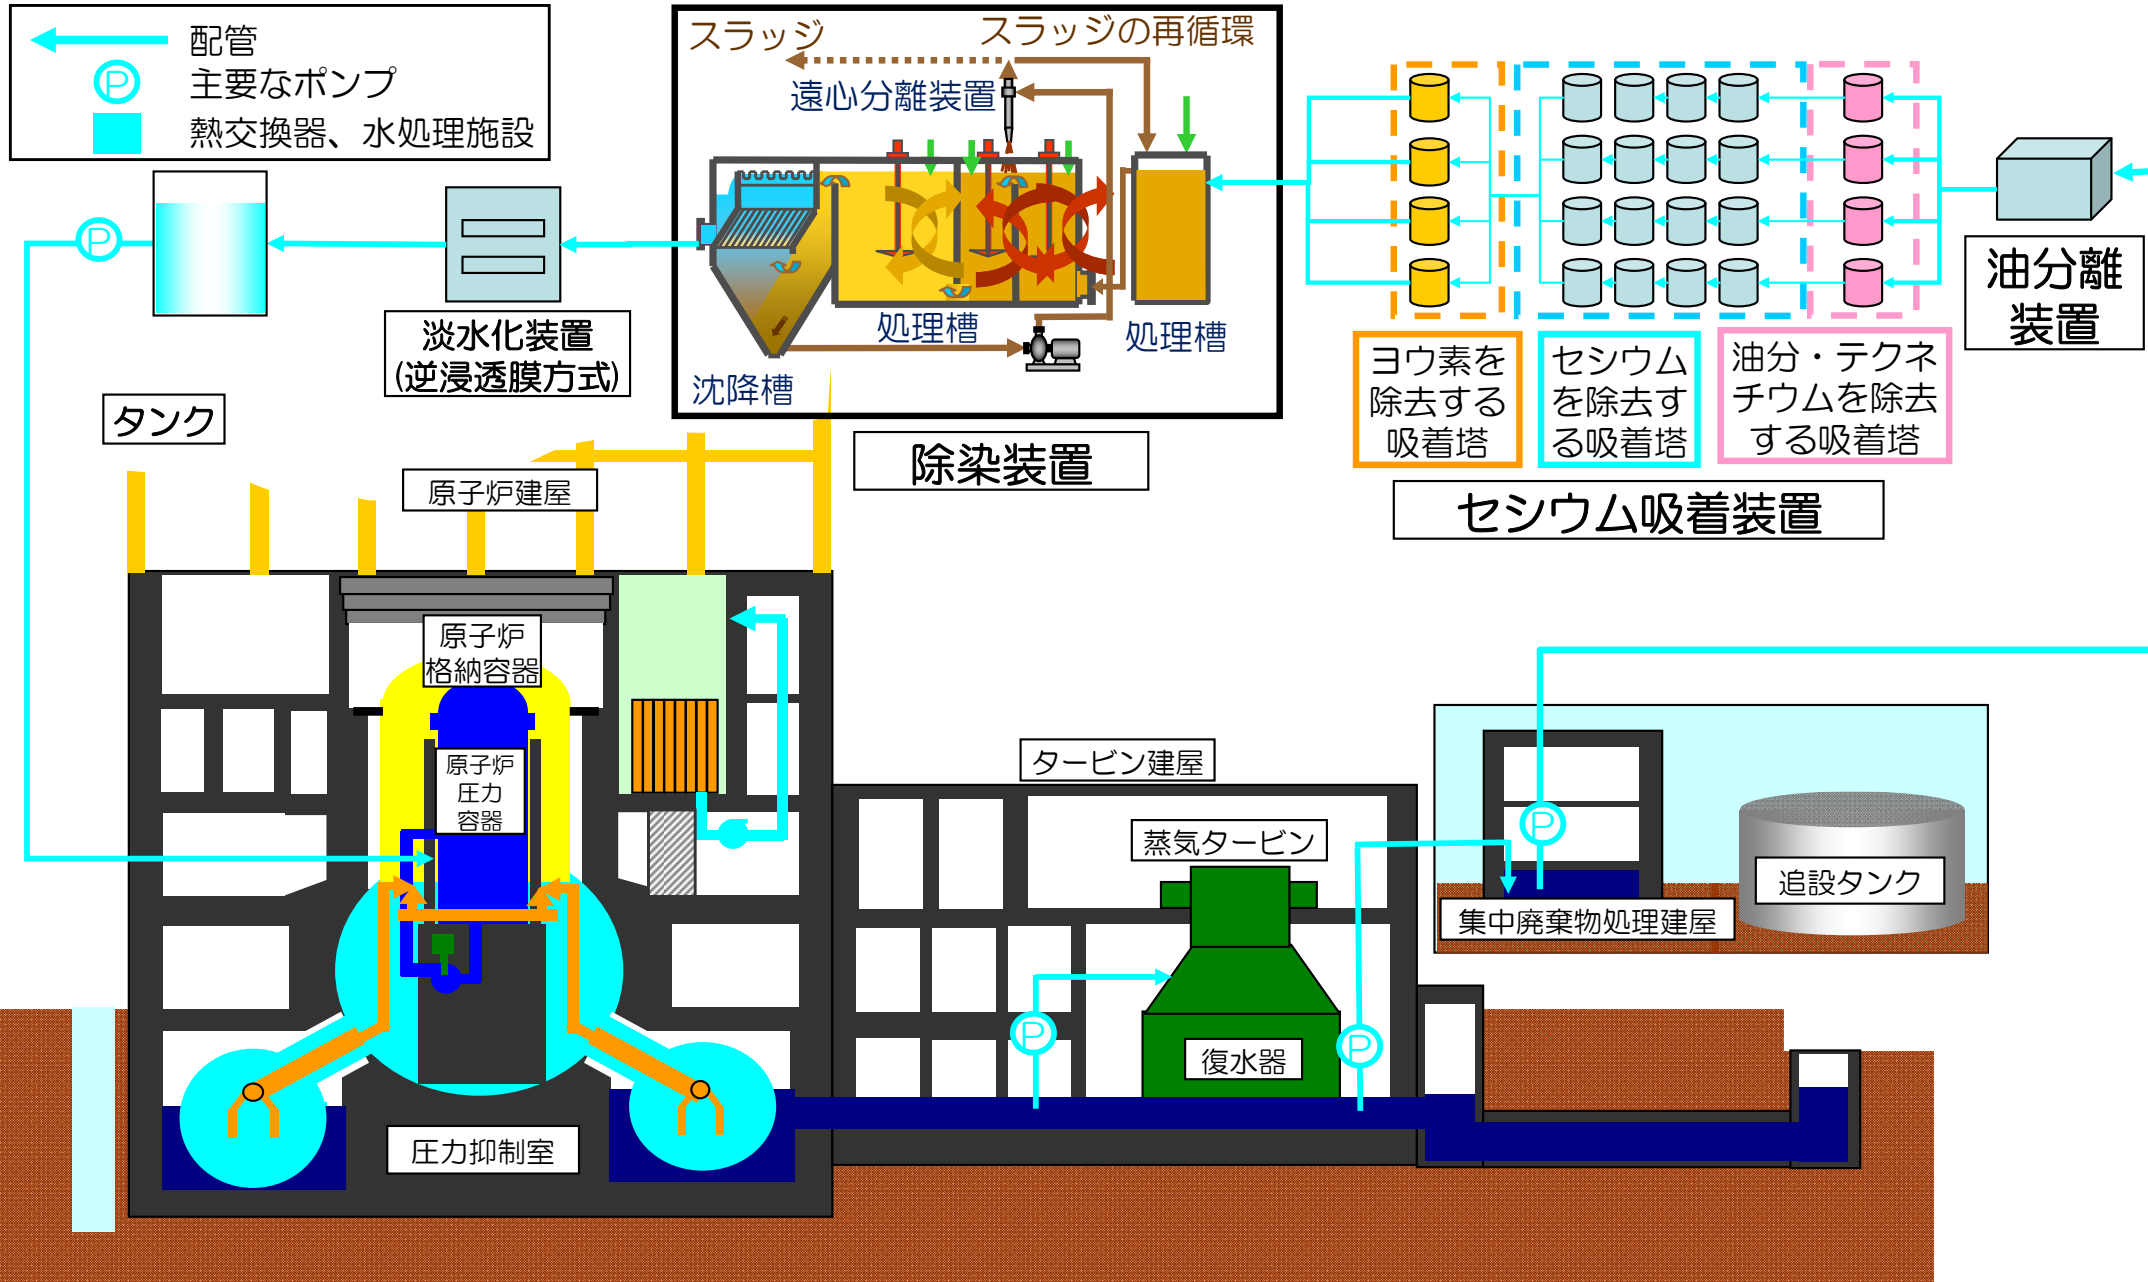 配管
P
主要なポンプ
熱交換器、水処理施設
スラッジ
スラッジの再循環
遠心分離装置
処理槽
処理槽
沈降槽
除染装置
P
淡水化装置
(逆浸透膜方式)
タンク
ヨウ素を
除去する
吸着塔
セシウム
を除去す
る吸着塔
油分・テクネ
チウムを除去
する吸着塔
油分離
装置
セシウム吸着装置
原子炉建屋
原子炉
格納容器
原子炉
圧力
容器
圧力抑制室
タービン建屋
蒸気タービン
復水器
P
P
P
追設タンク
集中廃棄物処理建屋